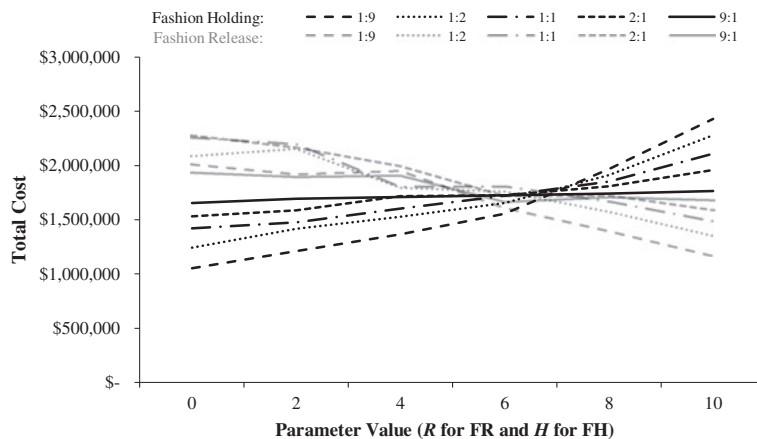 Fashion Holding: 1:9 1:2 1:1 2:1 9:1
Fashion Release: 1:9 1:2 1:1 2:1 9:1
$3,000,000
$2,500,000
$2,000,000
$1,500,000
$1,000,000
$500,000
$-
Total Cost
0 2 4 6 8 10
Parameter Value (R for FR and H for FH)